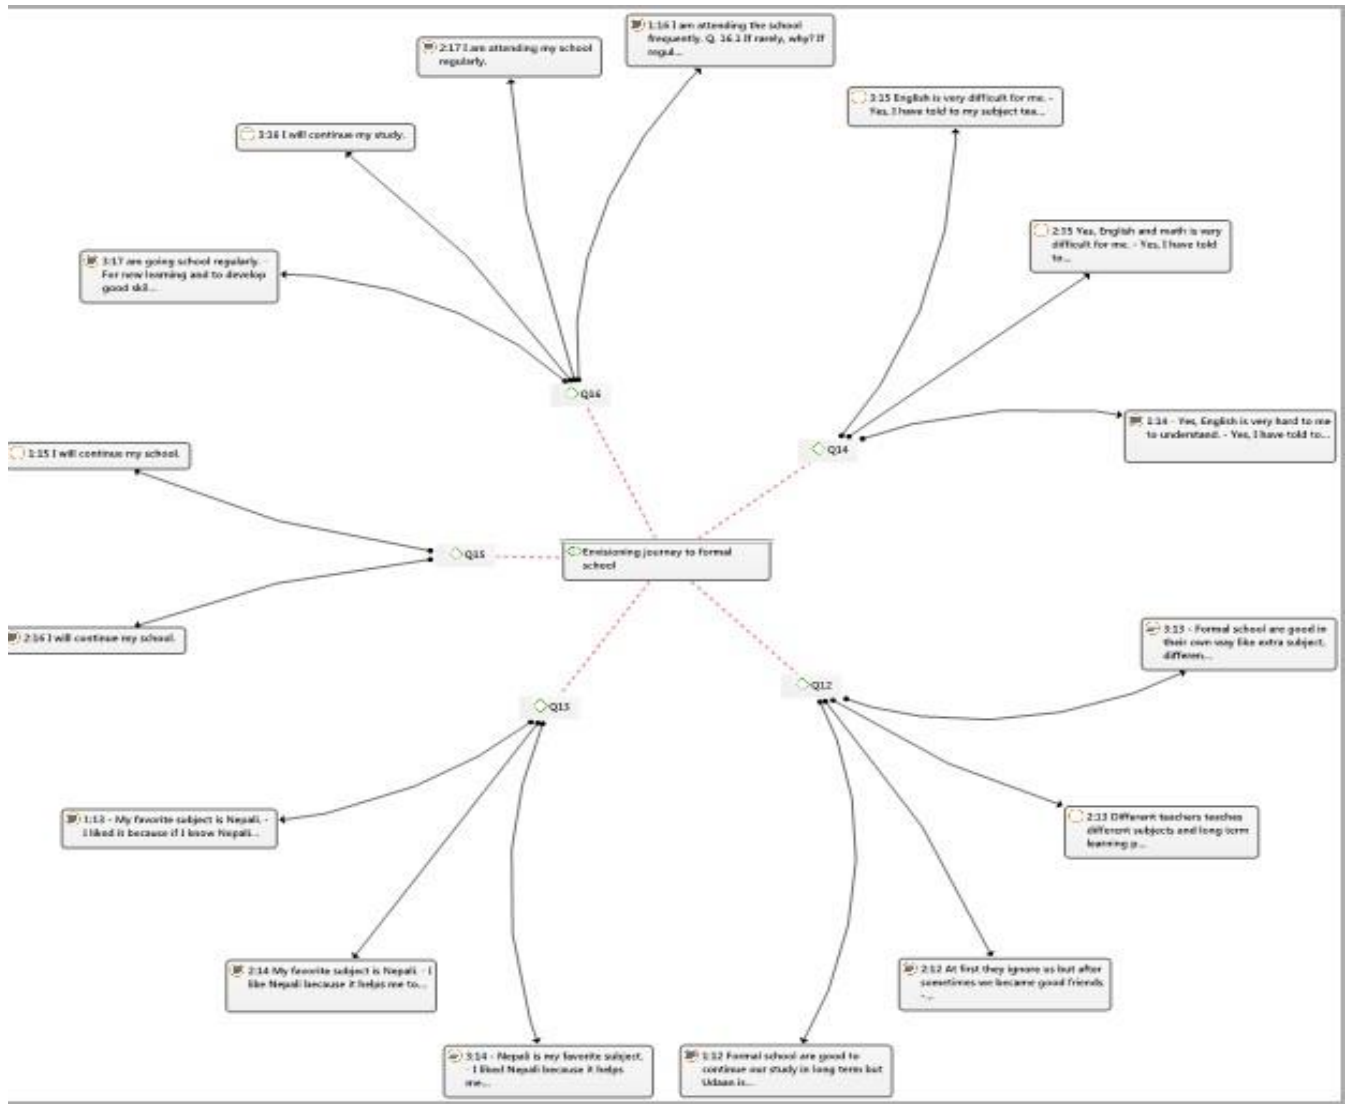 1:16 I am attending the school
frequently. Q. 16.1 If rarely, why? If
regul...
2:17 I am attending my school
regularly.
3:15 English is very difficult for me. -
Yes, I have told to my subject tea...
3:16 I will continue my study.
2:15 Yes, English and math is very
difficult for me. - Yes, I have told
to...
3:17 are going school regularly. -
For new learning and to develop
good skil...
Q16
1:14 - Yes, English is very hard to me
to understand. - Yes, I have told to...
Q14
1:15 I will continue my school.
Q15
Envisioning journey to formal
school
2:16 I will continue my school.
3:13 - Formal school are good in
their own way like extra subject,
differen...
Q12
Q13
1:13 - My favorite subject is Nepali. -
I liked it because if I know Nepali...
2:13 Different teachers teaches
different subjects and long term
learning p...
2:14 My favorite subject is Nepali. - I
like Nepali because it helps me to...
2:12 At first they ignore us but after
sometimes we became good friends.
-...
3:14 - Nepali is my favorite subject.
- I liked Nepali because it helps
me...
1:12 Formal school are good to
continue our study in long term but
Udaan is...